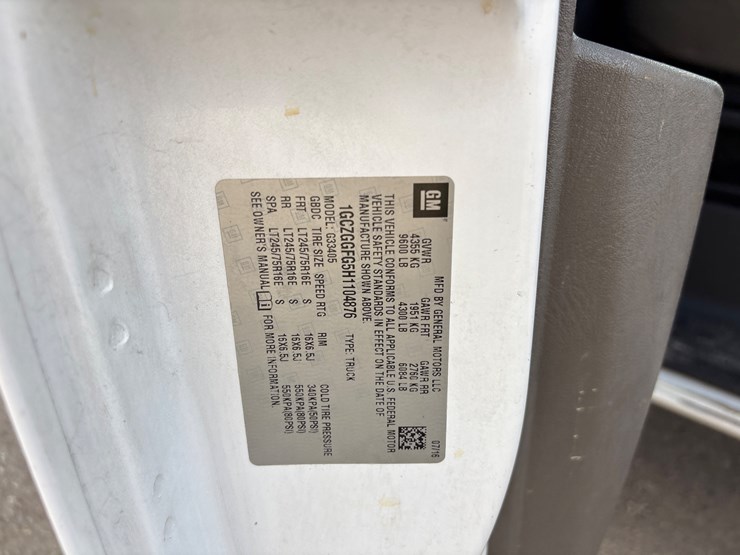 GM
MFD BY GENERAL MOTORS LLC 07/16
GVWR GAWR FRT GAWR RR
4355 KG 1951 KG 2760 KG
9600 LB 4300 LB 6084 LB
THIS VEHICLE CONFORMS TO ALL APPLICABLE U.S. FEDERAL MOTOR
VEHICLE SAFETY STANDARDS IN EFFECT ON THE DATE OF
MANUFACTURE SHOWN ABOVE.
1GCZGGFG5H1104876 TYPE: TRUCK
MODEL: G33405
GBDC TIRE SIZE SPEED RTG RIM COLD TIRE PRESSURE
FRT LT245/75R16E S 16X6.5J 340KPA(50PSI)
RR LT245/75R16E S 16X6.5J 550KPA(80PSI)
SPA LT245/75R16E S 16X6.5J 550KPA(80PSI)
SEE OWNER'S MANUAL FOR MORE INFORMATION.